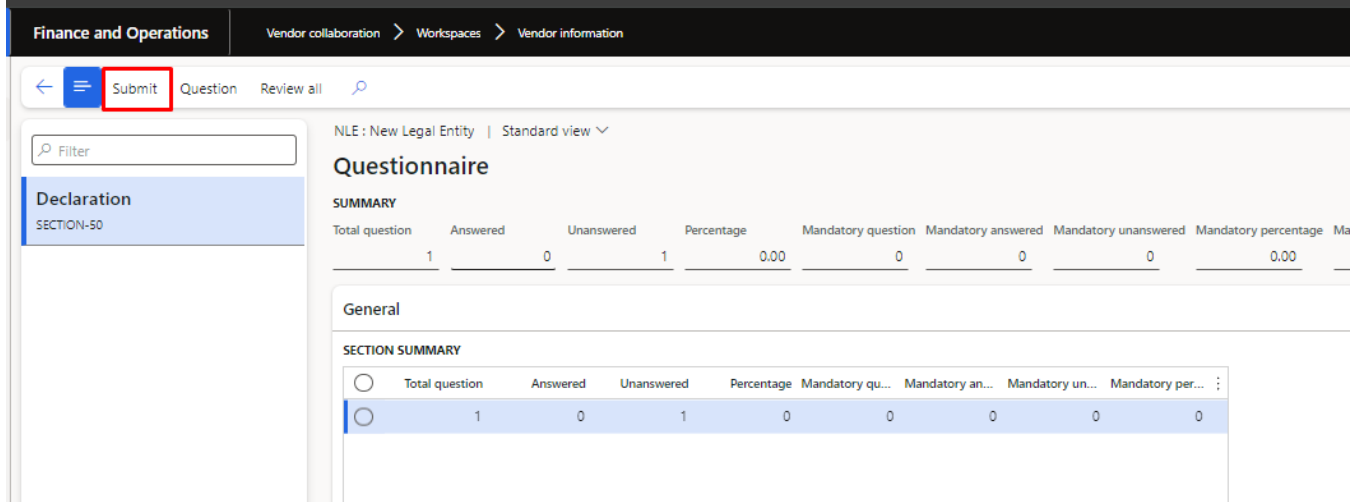 Finance and Operations
Vendor collaboration > Workspaces > Vendor information
Submit Question Review all
Filter
Declaration
SECTION-50
NLE : New Legal Entity | Standard view
Questionnaire
SUMMARY
Total question Answered Unanswered Percentage Mandatory question Mandatory answered Mandatory unanswered Mandatory percentage Ma
1 0 1 0.00 0 0 0 0.00
General
SECTION SUMMARY
Total question Answered Unanswered Percentage Mandatory qu... Mandatory an... Mandatory un... Mandatory per...
1 0 1 0 0 0 0 0